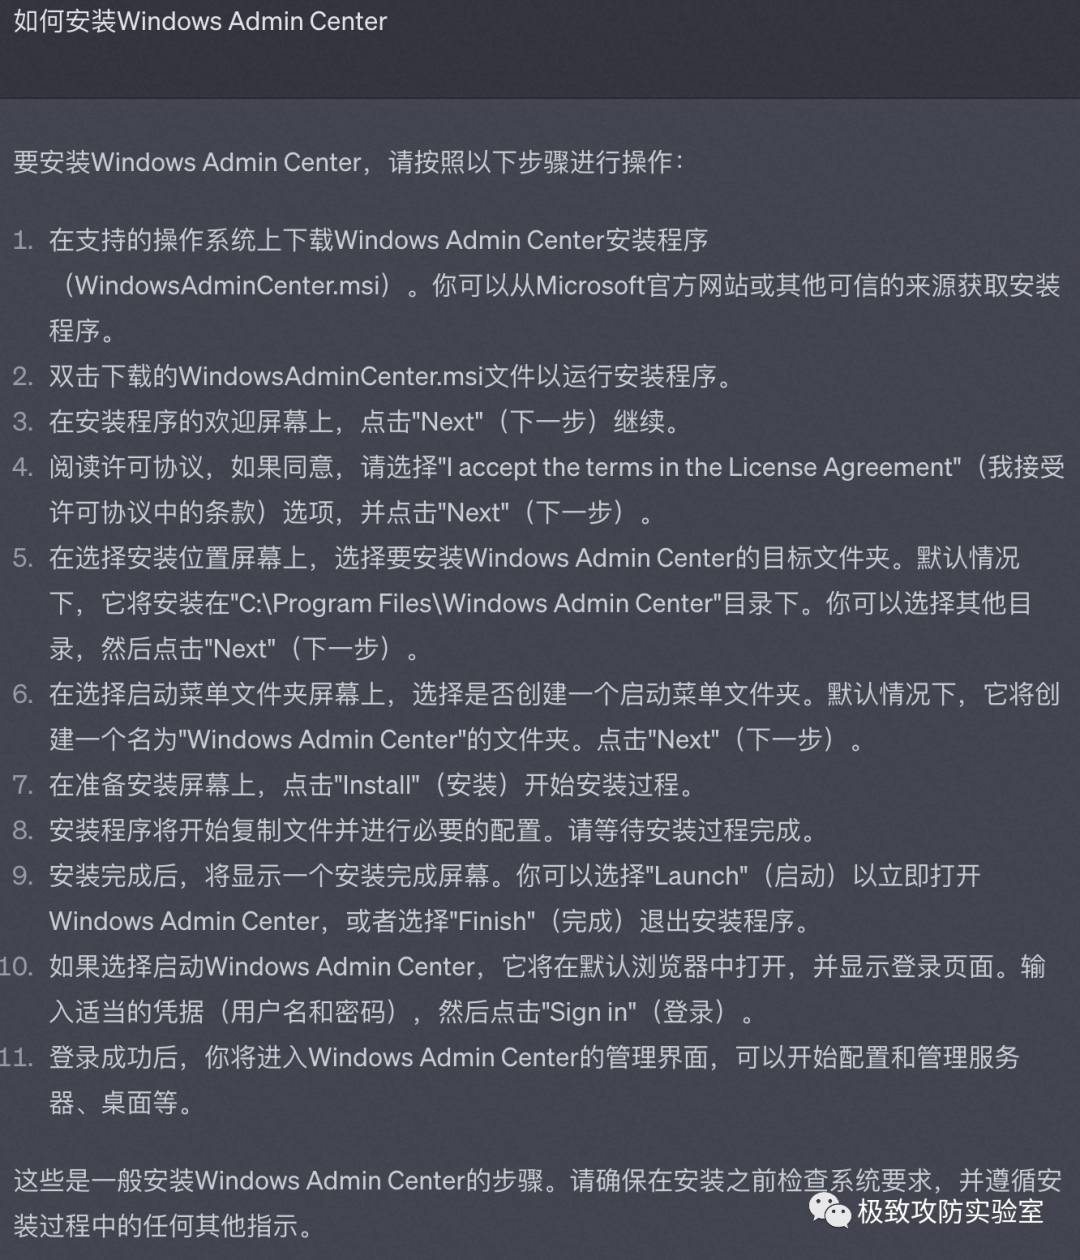 如何安装Windows Admin Center
要安装Windows Admin Center，请按照以下步骤进行操作：
1. 在支持的操作系统上下载Windows Admin Center安装程序
（WindowsAdminCenter.msi）。你可以从Microsoft官方网站或其他可信的来源获取安装
程序。
2. 双击下载的WindowsAdminCenter.msi文件以运行安装程序。
3. 在安装程序的欢迎屏幕上，点击"Next"（下一步）继续。
4. 阅读许可协议，如果同意，请选择"I accept the terms in the License Agreement"（我接受
许可协议中的条款）选项，并点击"Next"（下一步）。
5. 在选择安装位置屏幕上，选择要安装Windows Admin Center的目标文件夹。默认情况
下，它将安装在"C:\Program Files\Windows Admin Center"目录下。你可以选择其他目
录，然后点击"Next"（下一步）。
6. 在选择启动菜单文件夹屏幕上，选择是否创建一个启动菜单文件夹。默认情况下，它将创
建一个名为"Windows Admin Center"的文件夹。点击"Next"（下一步）。
7. 在准备安装屏幕上，点击"Install"（安装）开始安装过程。
8. 安装程序将开始复制文件并进行必要的配置。请等待安装过程完成。
9. 安装完成后，将显示一个安装完成屏幕。你可以选择"Launch"（启动）以立即打开
Windows Admin Center，或者选择"Finish"（完成）退出安装程序。
10. 如果选择启动Windows Admin Center，它将在默认浏览器中打开，并显示登录页面。输
入适当的凭据（用户名和密码），然后点击"Sign in"（登录）。
11. 登录成功后，你将进入Windows Admin Center的管理界面，可以开始配置和管理服务
器、桌面等。
这些是一般安装Windows Admin Center的步骤。请确保在安装之前检查系统要求，并遵循安
装过程中的任何其他指示。
极致攻防实验室